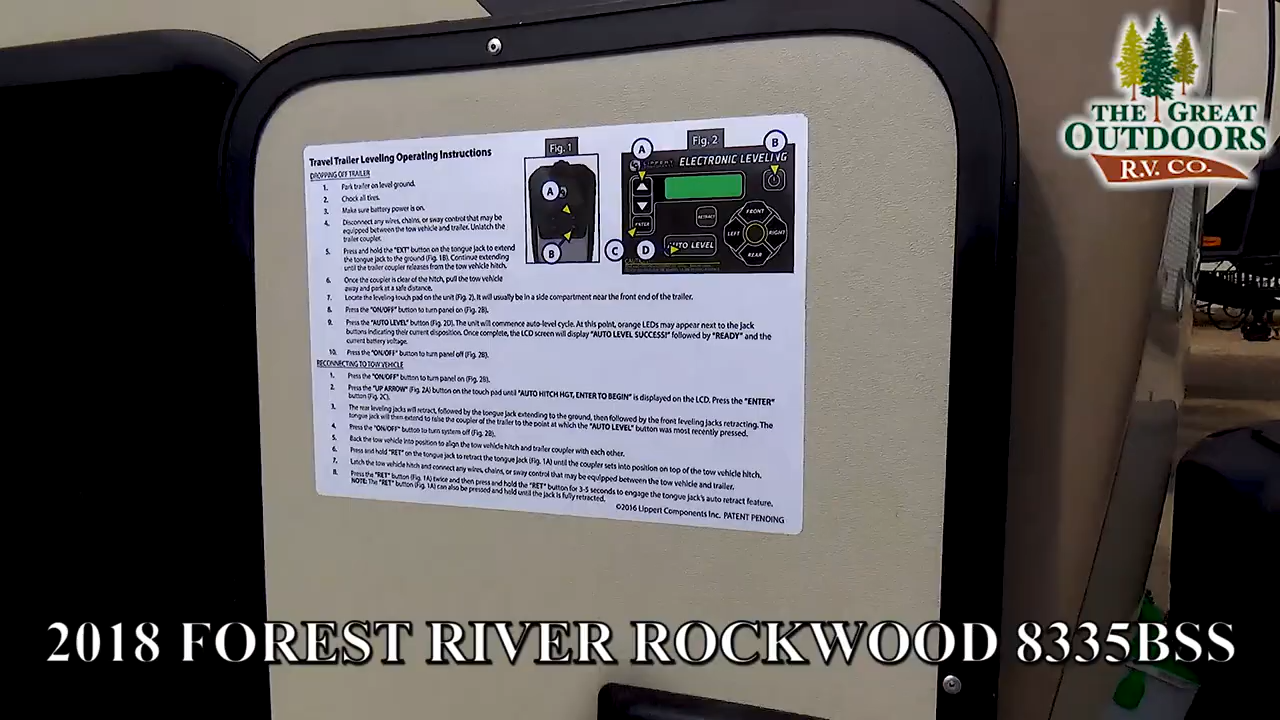 THE GREAT
OUTDOORS
R.V. CO.
Travel Trailer Leveling Operating Instructions
DROPPING OFF TRAILER
1. Park trailer on level ground.
2. Chock all tires.
3. Make sure battery power is on.
4. Disconnect any wires, chains, or sway control that may be
equipped between the tow vehicle and trailer. Unlatch the
trailer coupler.
5. Press and hold the "EXT" button on the tongue jack to extend
the tongue jack to the ground (Fig. 1B). Continue extending
until the trailer coupler releases from the tow vehicle hitch.
6. Once the coupler is clear of the hitch, pull the tow vehicle
away and park at a safe distance.
7. Locate the leveling touch pad on the unit (Fig. 2). It will usually be in a side compartment near the front end of the trailer.
8. Press the "ON/OFF" button to turn panel on (Fig. 2B).
9. Press the "AUTO LEVEL" button (Fig. 2D). The unit will commence auto-level cycle. At this point, orange LEDs may appear next to the jack
buttons indicating their current disposition. Once complete, the LCD screen will display "AUTO LEVEL SUCCESS!" followed by "READY" and the
current battery voltage.
10. Press the "ON/OFF" button to turn panel off (Fig. 2B).
RECONNECTING TO TOW VEHICLE
1. Press the "ON/OFF" button to turn panel on (Fig. 2B).
2. Press the "UP ARROW" (Fig. 2A) button on the touch pad until "AUTO HITCH HGT, ENTER TO BEGIN" is displayed on the LCD. Press the "ENTER"
button (Fig. 2C).
3. The rear leveling jacks will retract, followed by the tongue jack extending to the ground, then followed by the front leveling jacks retracting. The
tongue jack will then extend to raise the coupler of the trailer to the point at which the "AUTO LEVEL" button was most recently pressed.
4. Press the "ON/OFF" button to turn system off (Fig. 2B).
5. Back the tow vehicle into position to align the tow vehicle hitch and trailer coupler with each other.
6. Press and hold "RET" on the tongue jack to retract the tongue jack (Fig. 1A) until the coupler sets into position on top of the tow vehicle hitch.
7. Latch the tow vehicle hitch and connect any wires, chains, or sway control that may be equipped between the tow vehicle and trailer.
8. Press the "RET" button (Fig. 1A) twice and then press and hold the "RET" button for 3-5 seconds to engage the tongue jack's auto retract feature.
NOTE: The "RET" button (Fig. 1A) can also be pressed and held until the jack is fully retracted.
©2016 Lippert Components Inc. PATENT PENDING
Fig. 1
A
B
Fig. 2
A
B
LIPPERT ELECTRONIC LEVELING
ENTER
RETRACT
FRONT
LEFT
RIGHT
REAR
C
D
AUTO LEVEL
2018 FOREST RIVER ROCKWOOD 8335BSS